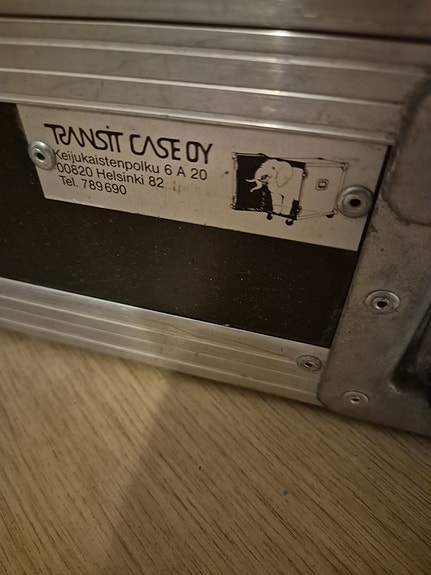 TRANSIT CASE OY
Keijukaistenpolku 6 A 20
00820 Helsinki 82
Tel. 789690